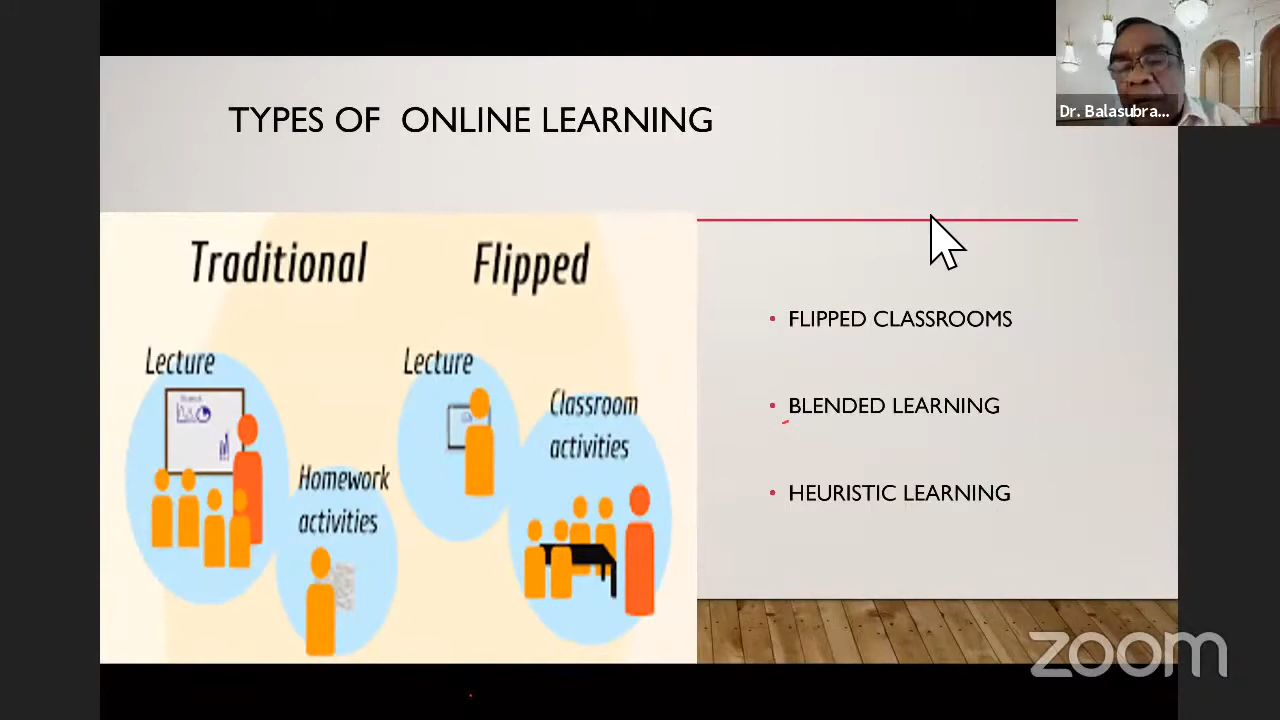 TYPES OF ONLINE LEARNING
Dr. Balasubra...
Traditional
Flipped
Lecture
Homework
activities
Lecture
Classroom
activities
• FLIPPED CLASSROOMS
• BLENDED LEARNING
• HEURISTIC LEARNING
zoom